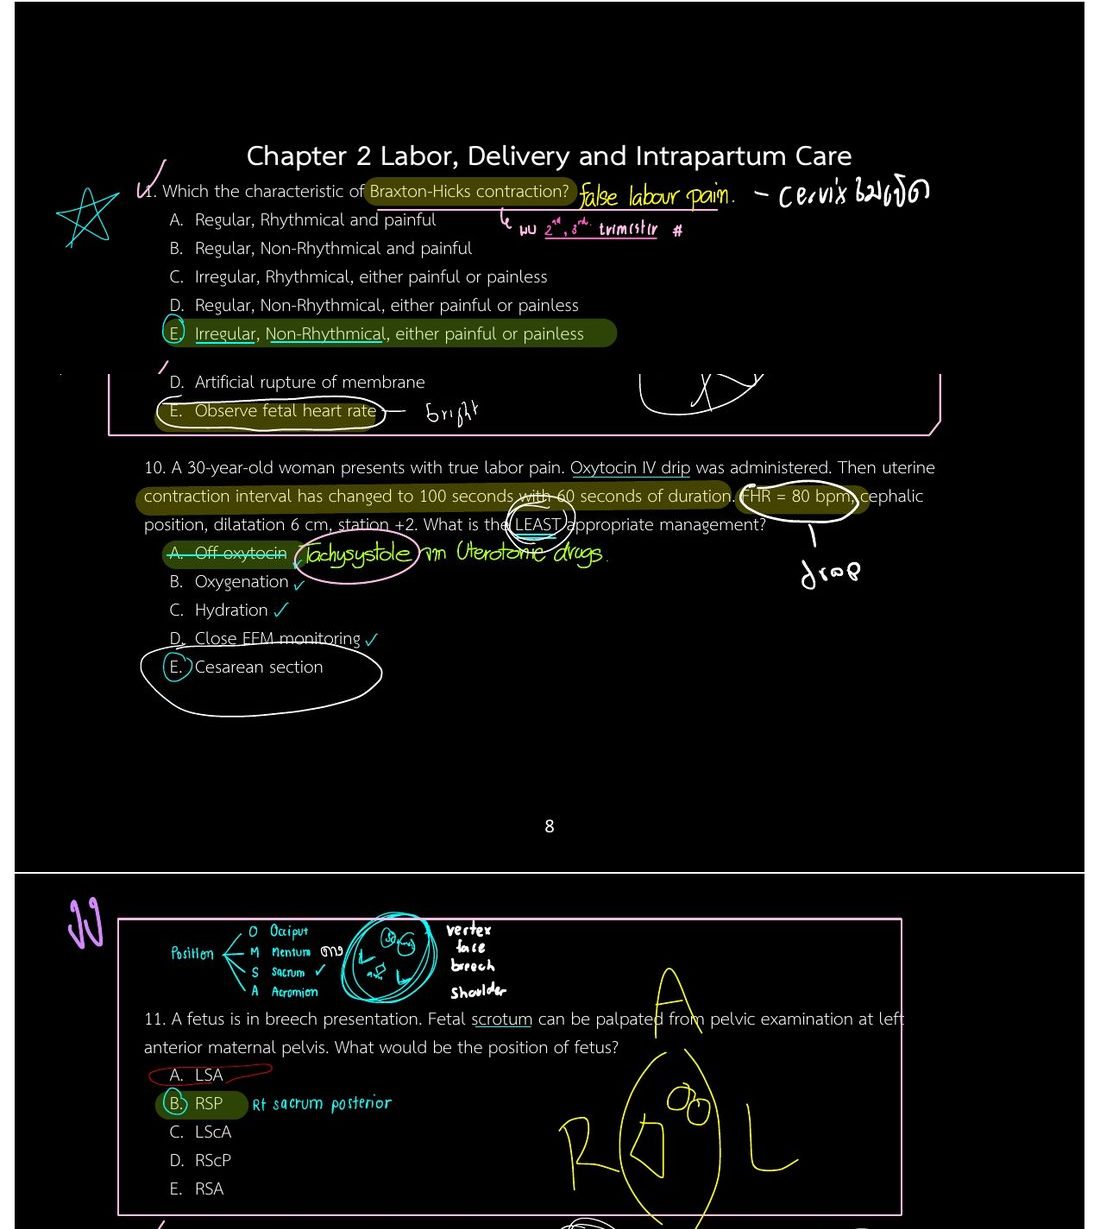 Chapter 2 Labor, Delivery and Intrapartum Care
1. Which the characteristic of Braxton-Hicks contraction? false labour pain. - cervix ไม่เปิด
A. Regular, Rhythmical and painful
พบ 2nd, 3rd trimester #
B. Regular, Non-Rhythmical and painful
C. Irregular, Rhythmical, either painful or painless
D. Regular, Non-Rhythmical, either painful or painless
E. Irregular, Non-Rhythmical, either painful or painless
D. Artificial rupture of membrane
E. Observe fetal heart rate - bright
10. A 30-year-old woman presents with true labor pain. Oxytocin IV drip was administered. Then uterine
contraction interval has changed to 100 seconds with 60 seconds of duration. FHR = 80 bpm, cephalic
position, dilatation 6 cm, station +2. What is the LEAST appropriate management?
A. Off oxytocin Tachysystole จาก Uterotonic drugs.
drop
B. Oxygenation ✓
C. Hydration ✓
D. Close EFM monitoring ✓
E. Cesarean section
8
Position
O Occiput
M mentum คาง
S sacrum ✓
A Acromion
vertex
face
breech
shoulder
A
11. A fetus is in breech presentation. Fetal scrotum can be palpated from pelvic examination at left
anterior maternal pelvis. What would be the position of fetus?
A. LSA
B. RSP Rt sacrum posterior
C. LScA
D. RScP
E. RSA
R L